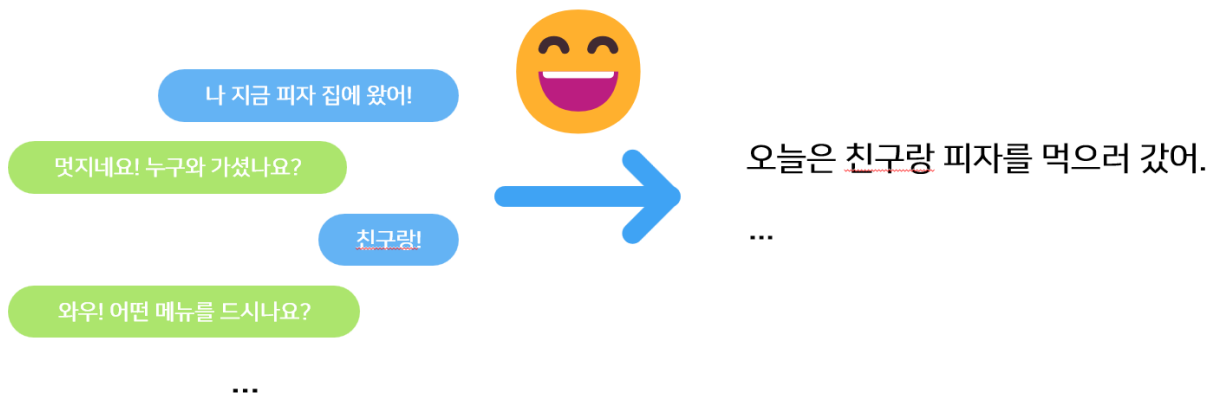 나 지금 피자 집에 왔어!
멋지네요! 누구와 가셨나요?
친구랑!
와우! 어떤 메뉴를 드시나요?
...
오늘은 친구랑 피자를 먹으러 갔어.
...